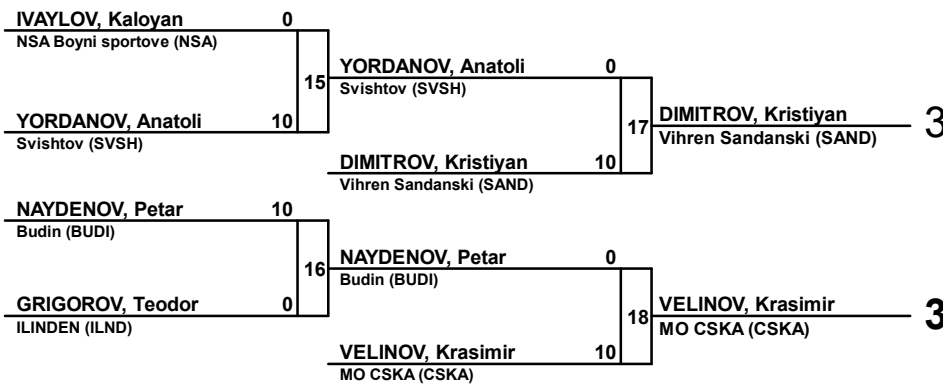 IVAYLOV, Kaloyan 0
NSA Boyni sportove (NSA)
15
YORDANOV, Anatoli 10
Svishtov (SVSH)
YORDANOV, Anatoli 0
Svishtov (SVSH)
17
DIMITROV, Kristiyan 10
Vihren Sandanski (SAND)
DIMITROV, Kristiyan
Vihren Sandanski (SAND)
3
NAYDENOV, Petar 10
Budin (BUDI)
16
GRIGOROV, Teodor 0
ILINDEN (ILND)
NAYDENOV, Petar 0
Budin (BUDI)
18
VELINOV, Krasimir 10
MO CSKA (CSKA)
VELINOV, Krasimir
MO CSKA (CSKA)
3